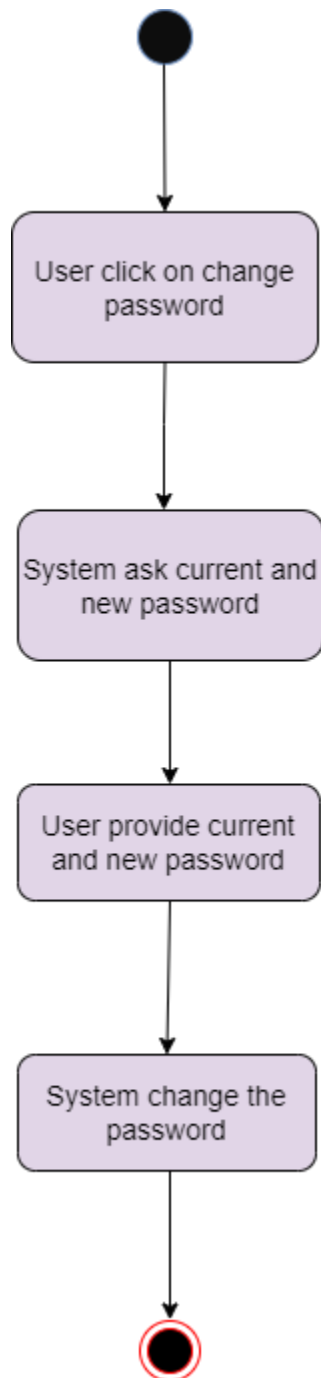 User click on change
password
System ask current and
new password
User provide current
and new password
System change the
password